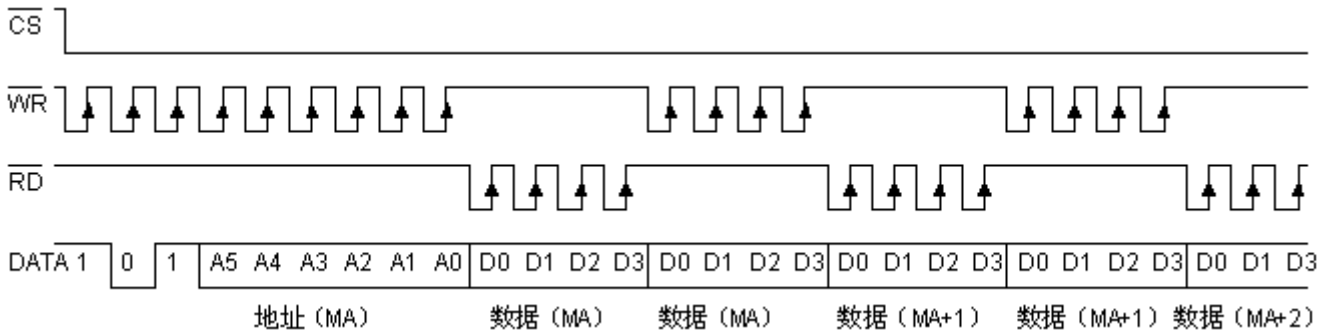 CS
WR
RD
DATA 1 0 1 A5 A4 A3 A2 A1 A0 D0 D1 D2 D3 D0 D1 D2 D3 D0 D1 D2 D3 D0 D1 D2 D3 D0 D1 D3
地址（MA） 数据（MA） 数据（MA） 数据（MA+1） 数据（MA+1） 数据（MA+2）